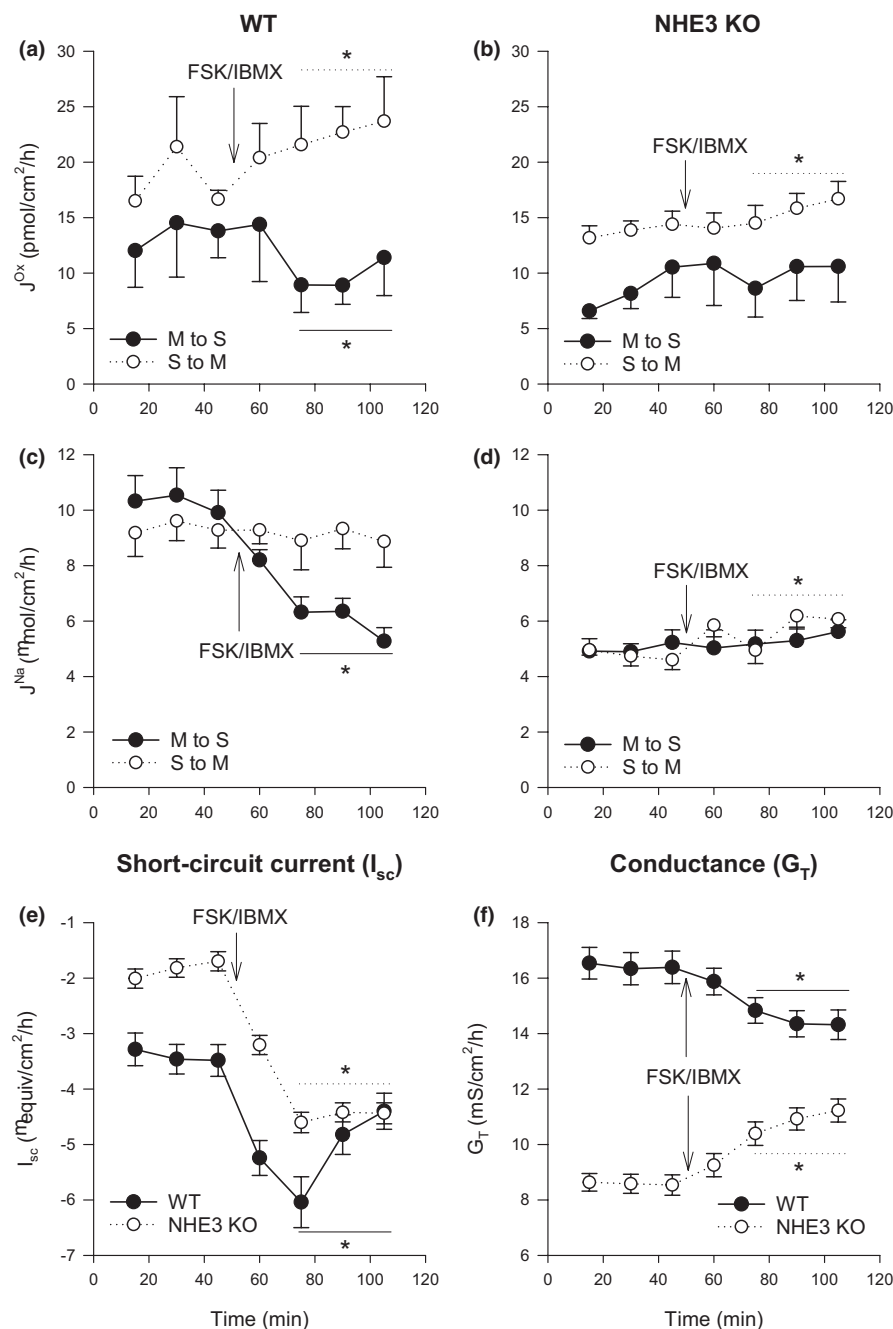 WT
NHE3 KO
(a)
30
25
20
15
10
5
0
J^Ox (pmol/cm²/h)
FSK/IBMX
*
*
M to S
S to M
0 20 40 60 80 100 120
(b)
30
25
20
15
10
5
0
FSK/IBMX
*
M to S
S to M
0 20 40 60 80 100 120
(c)
12
10
8
6
4
2
0
J^Na (mmol/cm²/h)
FSK/IBMX
*
M to S
S to M
0 20 40 60 80 100 120
(d)
14
12
10
8
6
4
2
0
FSK/IBMX
*
M to S
S to M
0 20 40 60 80 100 120
Short-circuit current (Isc)
(e)
-1
-2
-3
-4
-5
-6
-7
Isc (mequiv/cm²/h)
FSK/IBMX
*
WT
NHE3 KO
*
0 20 40 60 80 100 120
Time (min)
Conductance (GT)
(f)
18
16
14
12
10
8
6
GT (mS/cm²/h)
*
FSK/IBMX
*
WT
NHE3 KO
0 20 40 60 80 100 120
Time (min)